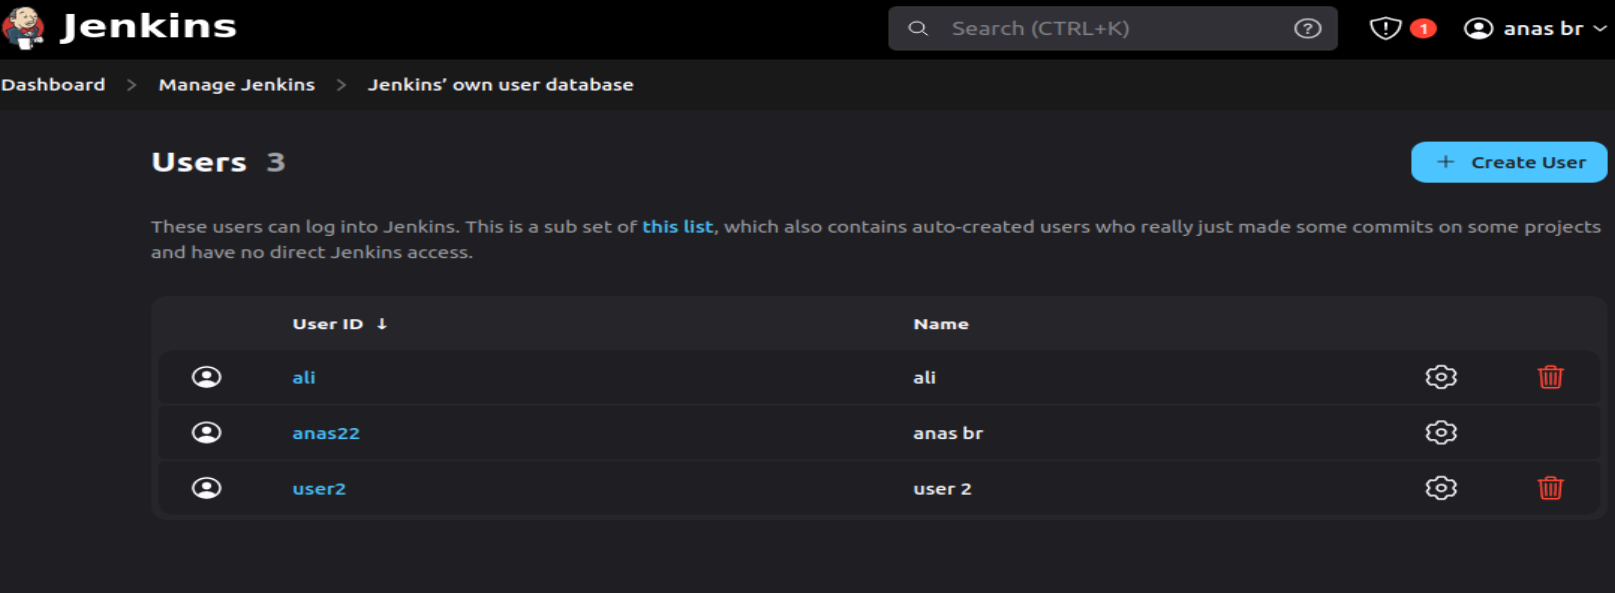 Jenkins
Search (CTRL+K)
1
anas br
Dashboard > Manage Jenkins > Jenkins’ own user database
Users 3
+ Create User
These users can log into Jenkins. This is a sub set of this list, which also contains auto-created users who really just made some commits on some projects
and have no direct Jenkins access.
User ID ↓ Name
ali ali
anas22 anas br
user2 user 2